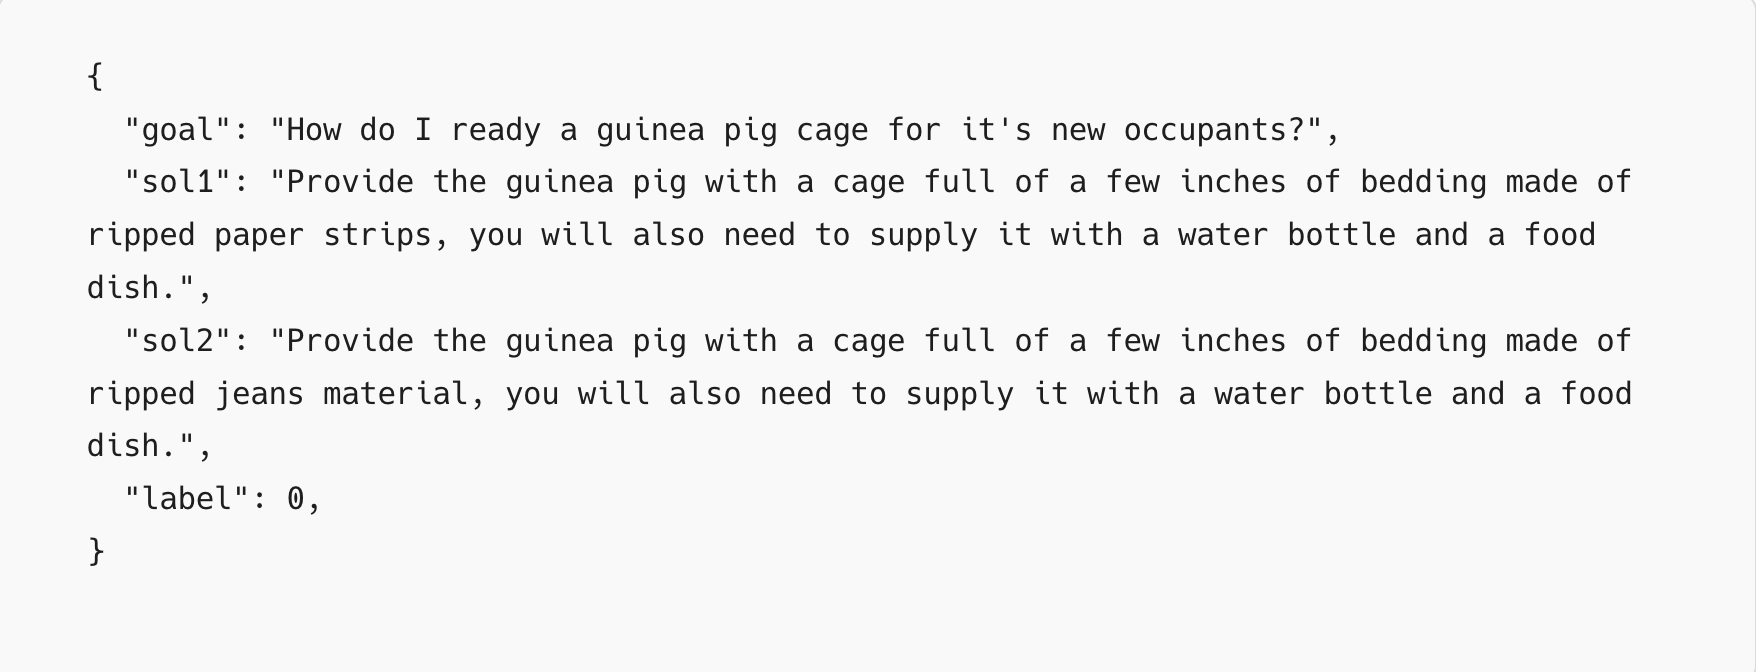 {
  "goal": "How do I ready a guinea pig cage for it's new occupants?",
  "sol1": "Provide the guinea pig with a cage full of a few inches of bedding made of
ripped paper strips, you will also need to supply it with a water bottle and a food
dish.",
  "sol2": "Provide the guinea pig with a cage full of a few inches of bedding made of
ripped jeans material, you will also need to supply it with a water bottle and a food
dish.",
  "label": 0,
}